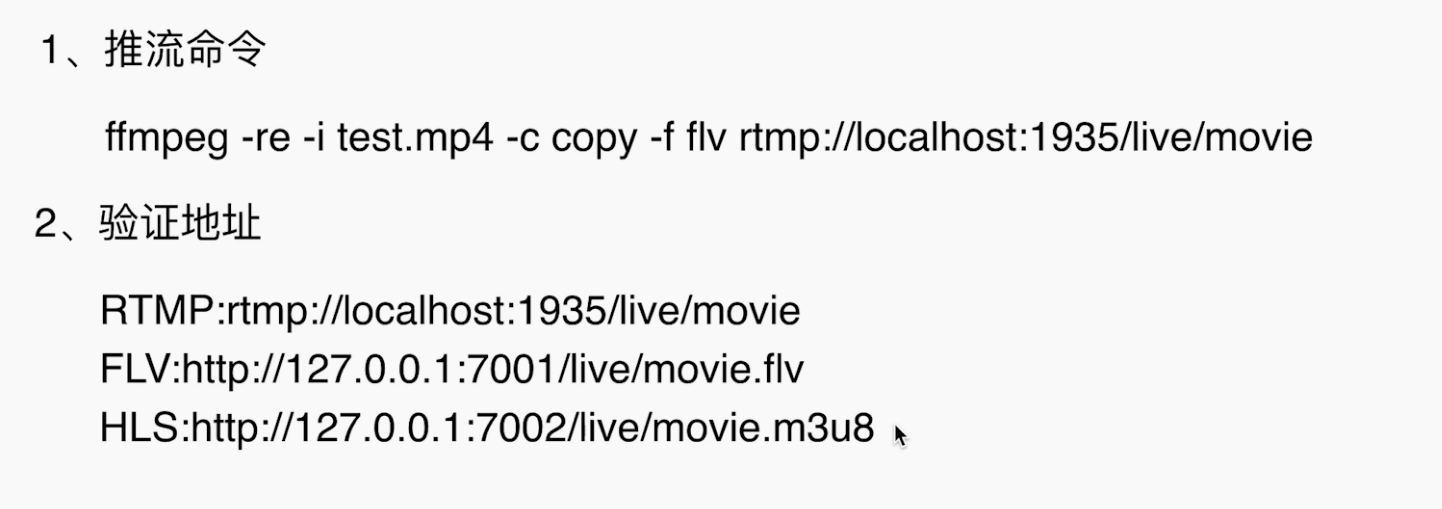 1、推流命令
ffmpeg -re -i test.mp4 -c copy -f flv rtmp://localhost:1935/live/movie
2、验证地址
RTMP:rtmp://localhost:1935/live/movie
FLV:http://127.0.0.1:7001/live/movie.flv
HLS:http://127.0.0.1:7002/live/movie.m3u8